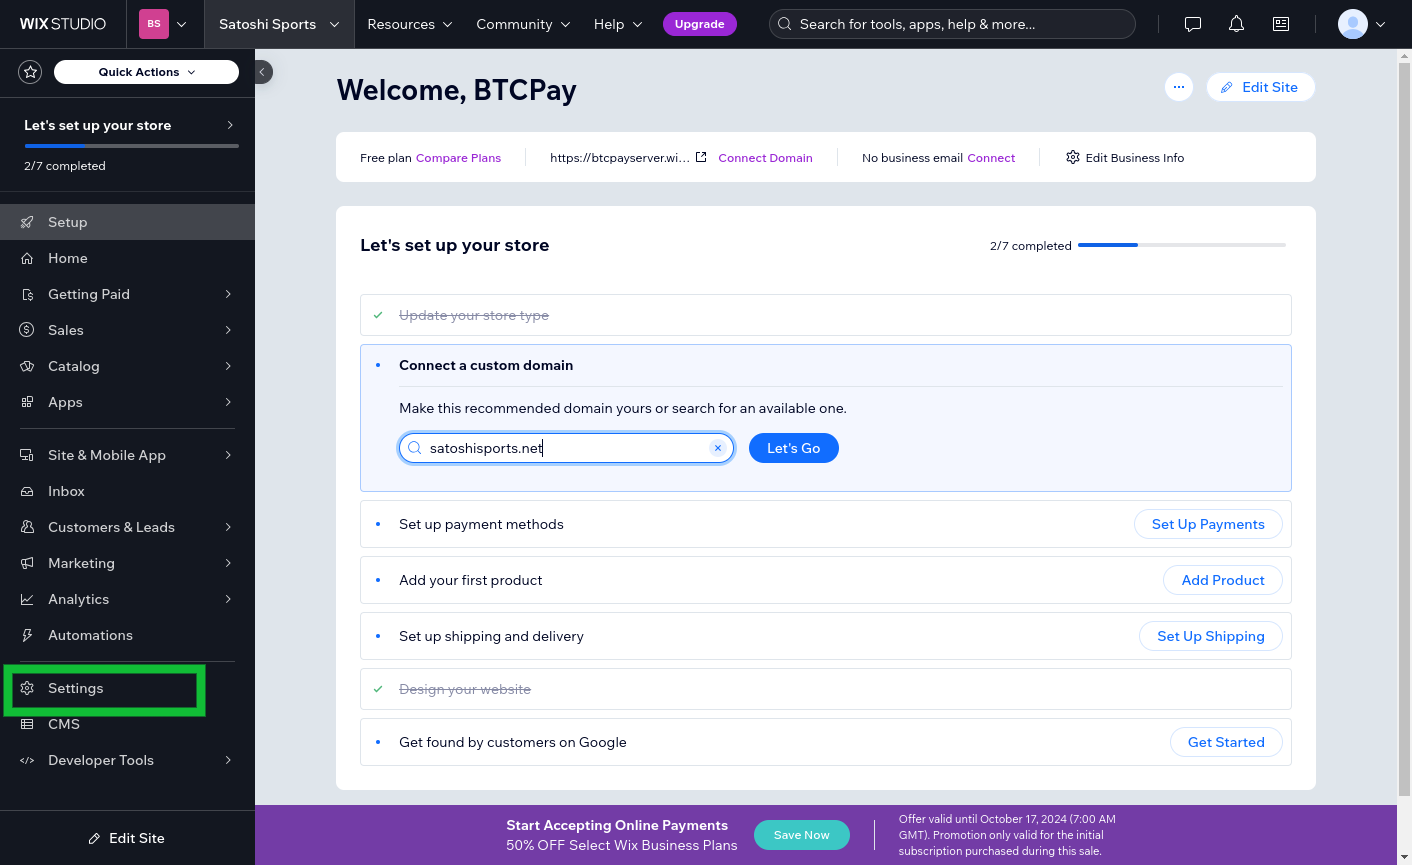 WIX STUDIO
BS
Satoshi Sports
Resources
Community
Help
Upgrade
Search for tools, apps, help & more...
Quick Actions
Let's set up your store
2/7 completed
Setup
Home
Getting Paid
Sales
Catalog
Apps
Site & Mobile App
Inbox
Customers & Leads
Marketing
Analytics
Automations
Settings
CMS
Developer Tools
Edit Site
Welcome, BTCPay
Edit Site
Free plan Compare Plans
https://btcpayserver.wi... Connect Domain
No business email Connect
Edit Business Info
Let's set up your store
2/7 completed
Update your store type
Connect a custom domain
Make this recommended domain yours or search for an available one.
satoshisports.net
Let's Go
Set up payment methods
Set Up Payments
Add your first product
Add Product
Set up shipping and delivery
Set Up Shipping
Design your website
Get found by customers on Google
Get Started
Start Accepting Online Payments
50% OFF Select Wix Business Plans
Save Now
Offer valid until October 17, 2024 (7:00 AM
GMT). Promotion only valid for the initial
subscription purchased during this sale.